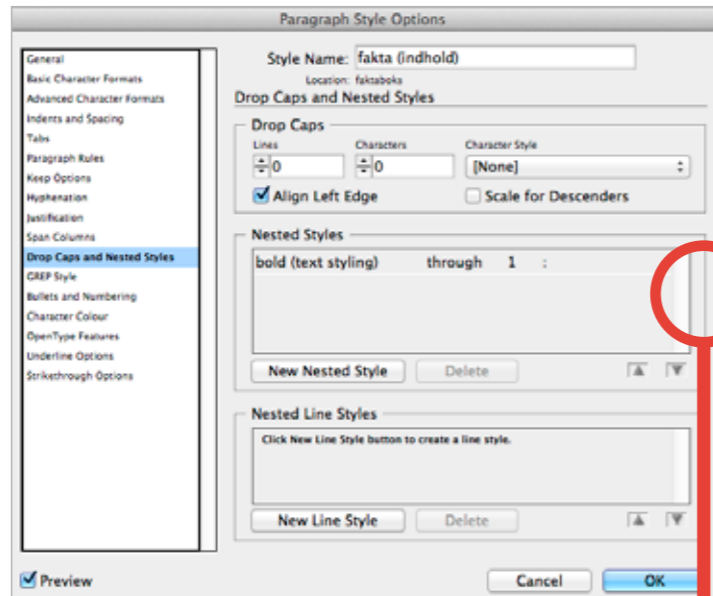 Paragraph Style Options
General
Basic Character Formats
Advanced Character Formats
Indents and Spacing
Tabs
Paragraph Rules
Keep Options
Hyphenation
Justification
Span Columns
Drop Caps and Nested Styles
GREP Style
Bullets and Numbering
Character Colour
OpenType Features
Underline Options
Strikethrough Options
Style Name: fakta (indhold)
Location: faktaboks
Drop Caps and Nested Styles
Drop Caps
Lines Characters Character Style
0 0 [None]
Align Left Edge Scale for Descenders
Nested Styles
bold (text styling) through 1 :
New Nested Style Delete
Nested Line Styles
Click New Line Style button to create a line style.
New Line Style Delete
Preview Cancel OK